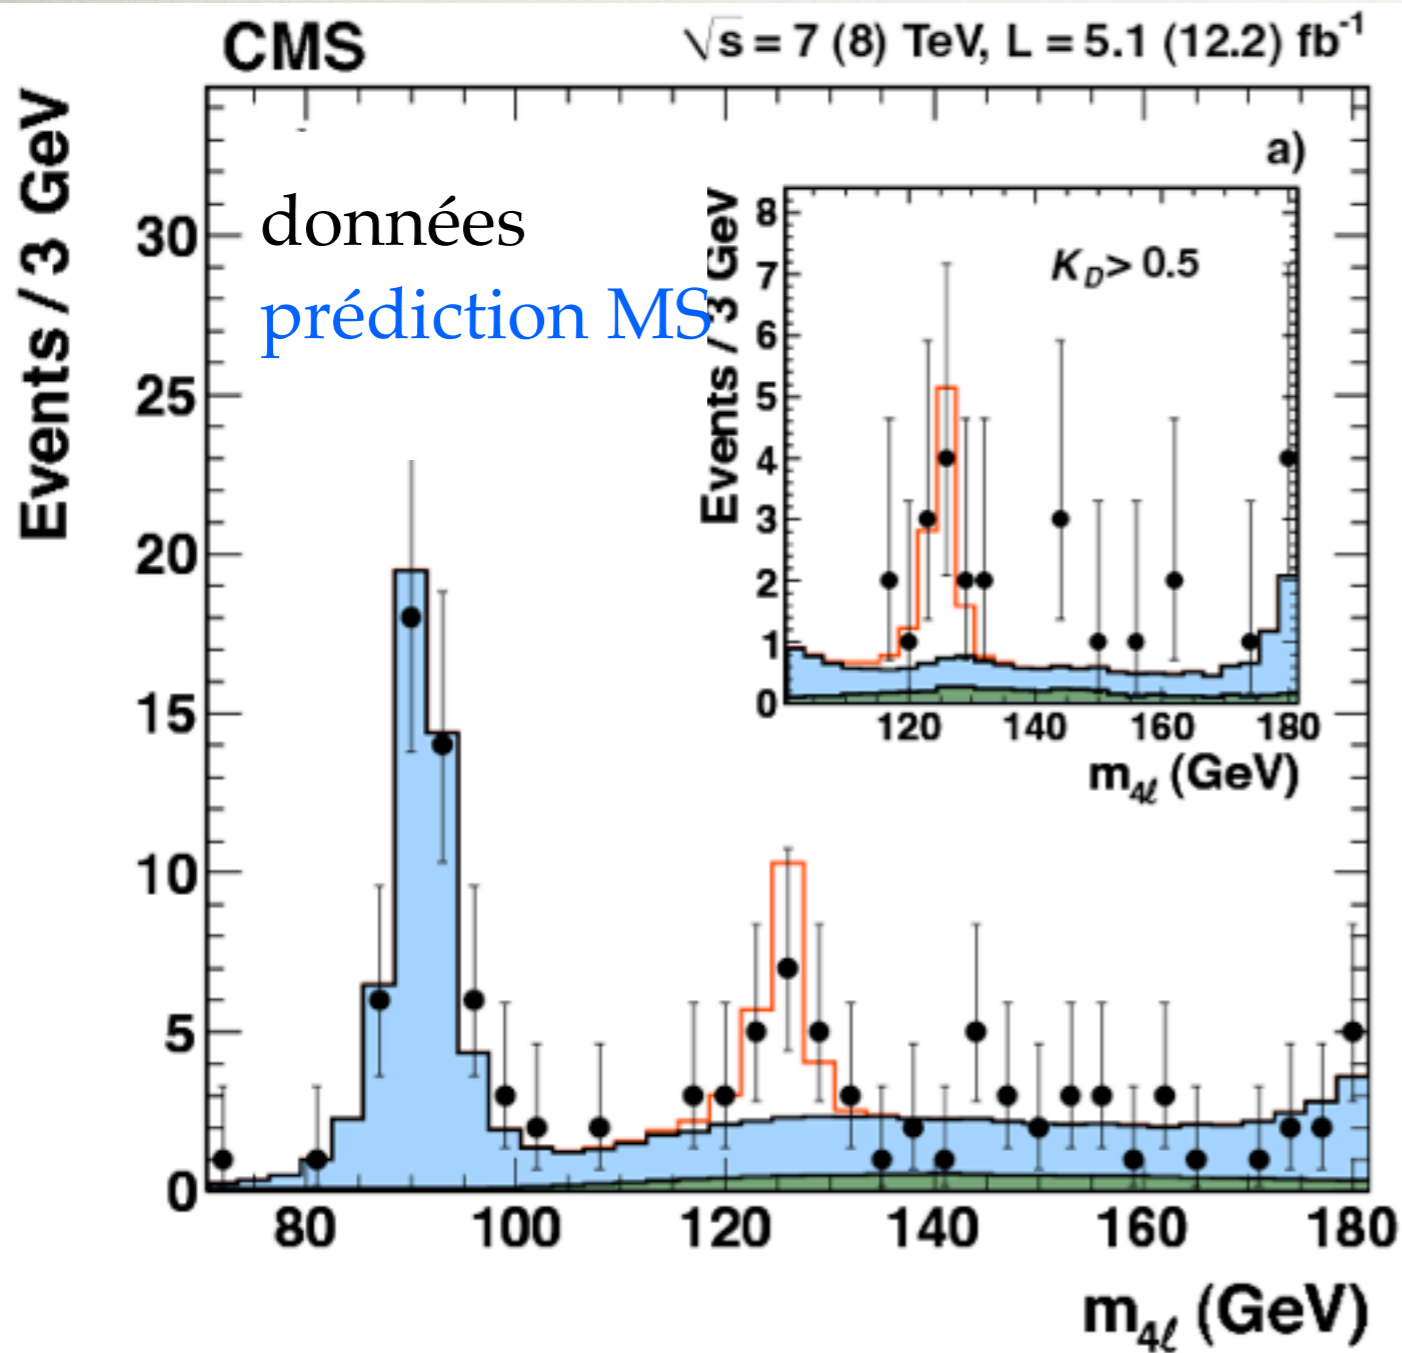 CMS
√s = 7 (8) TeV, L = 5.1 (12.2) fb⁻¹
Events / 3 GeV
a)
données
prédiction MS
30
25
20
15
10
5
0
80 100 120 140 160 180
m4ℓ (GeV)
Events / 3 GeV
K_D > 0.5
8
7
6
5
4
3
2
1
0
120 140 160 180
m4ℓ (GeV)